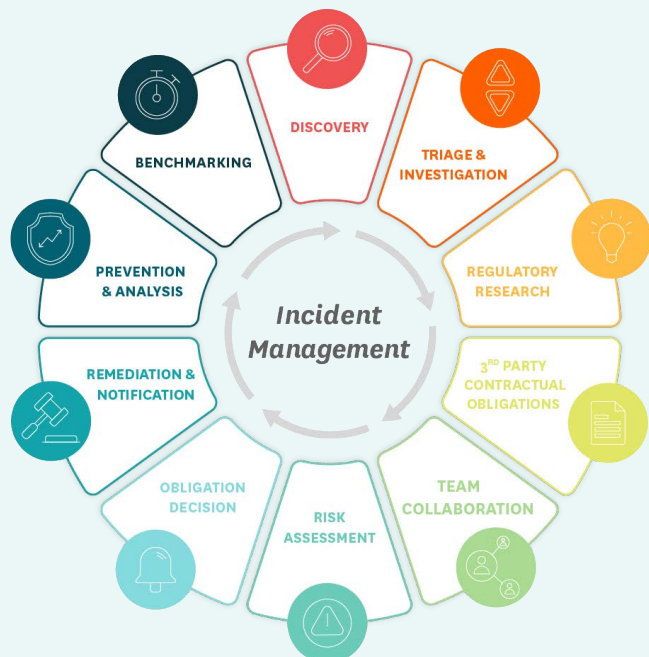 DISCOVERY
TRIAGE &
INVESTIGATION
REGULATORY
RESEARCH
3RD PARTY
CONTRACTUAL
OBLIGATIONS
TEAM
COLLABORATION
RISK
ASSESSMENT
OBLIGATION
DECISION
REMEDIATION &
NOTIFICATION
PREVENTION
& ANALYSIS
BENCHMARKING
Incident
Management